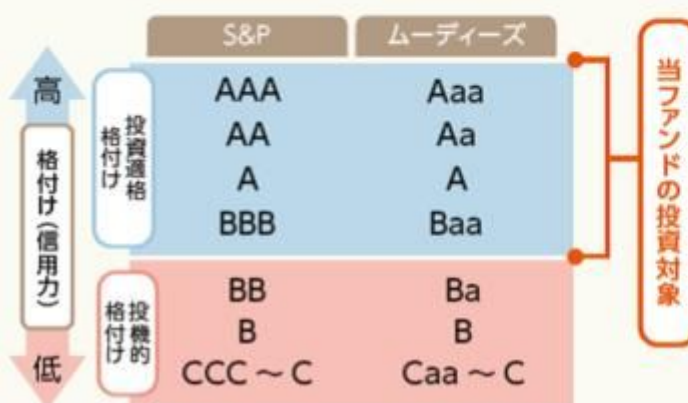 S&P ムーディーズ
高
格付け(信用力)
低
投資適格
格付け
AAA Aaa
AA Aa
A A
BBB Baa
投機的
格付け
BB Ba
B B
CCC ~ C Caa ~ C
当ファンドの投資対象